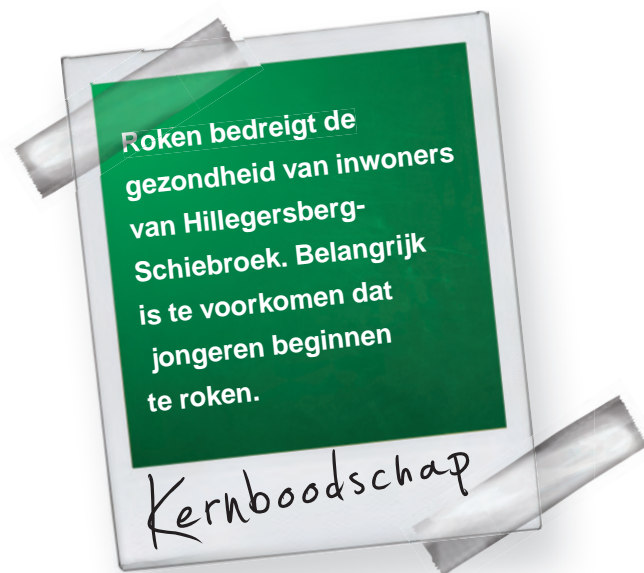 Roken bedreigt de
gezondheid van inwoners
van Hillegersberg-
Schiebroek. Belangrijk
is te voorkomen dat
jongeren beginnen
te roken.
Kernboodschap